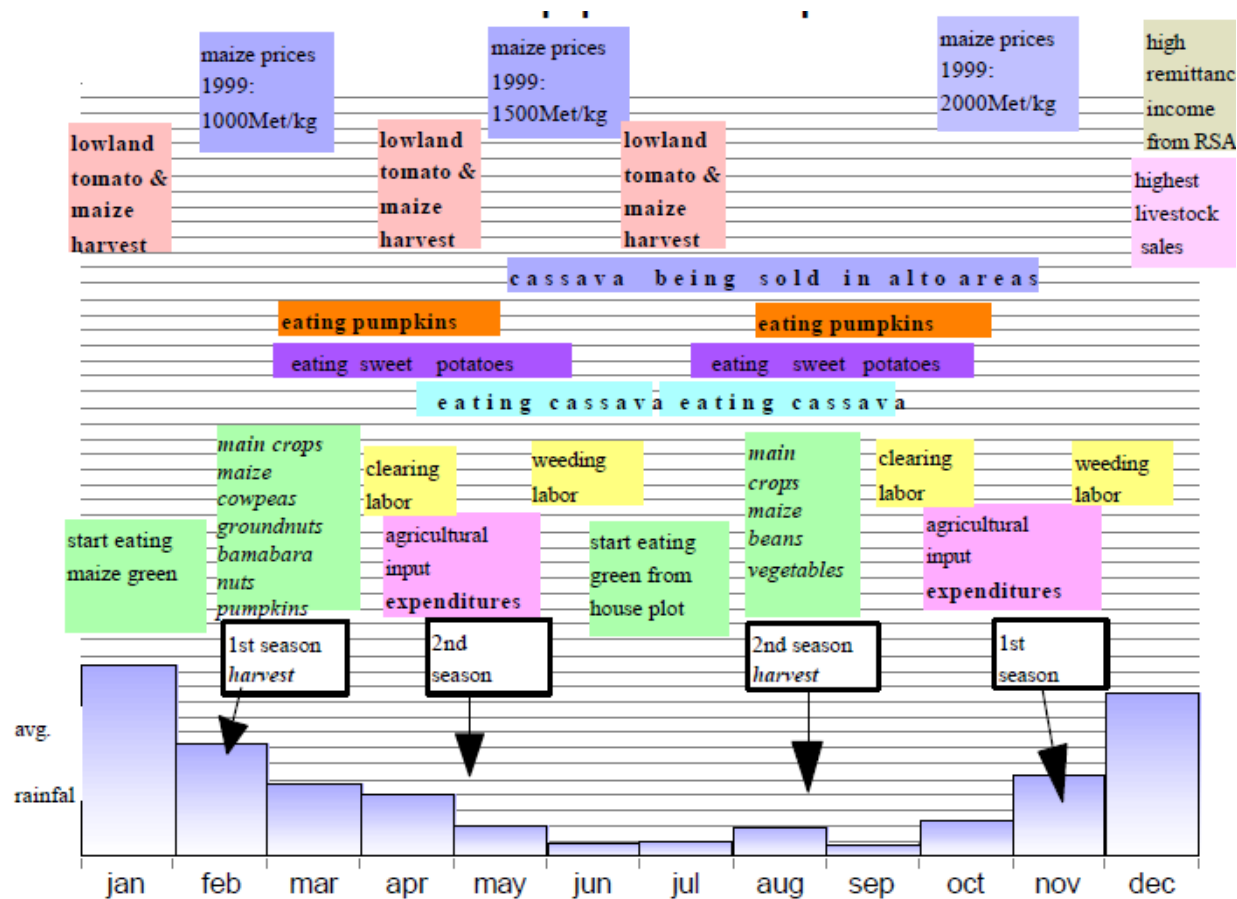 maize prices
1999:
1000Met/kg
maize prices
1999:
1500Met/kg
maize prices
1999:
2000Met/kg
high
remittanc
income
from RSA
lowland
tomato &
maize
harvest
lowland
tomato &
maize
harvest
lowland
tomato &
maize
harvest
highest
livestock
sales
cassava being sold in alto areas
eating pumpkins
eating pumpkins
eating sweet potatoes
eating sweet potatoes
eating cassava
eating cassava
main crops
maize
cowpeas
groundnuts
bamabara
nuts
pumpkins
clearing
labor
weeding
labor
main
crops
maize
beans
vegetables
clearing
labor
weeding
labor
start eating
maize green
agricultural
input
expenditures
start eating
green from
house plot
agricultural
input
expenditures
1st season
harvest
2nd
season
2nd season
harvest
1st
season
avg.
rainfal
jan feb mar apr may jun jul aug sep oct nov dec